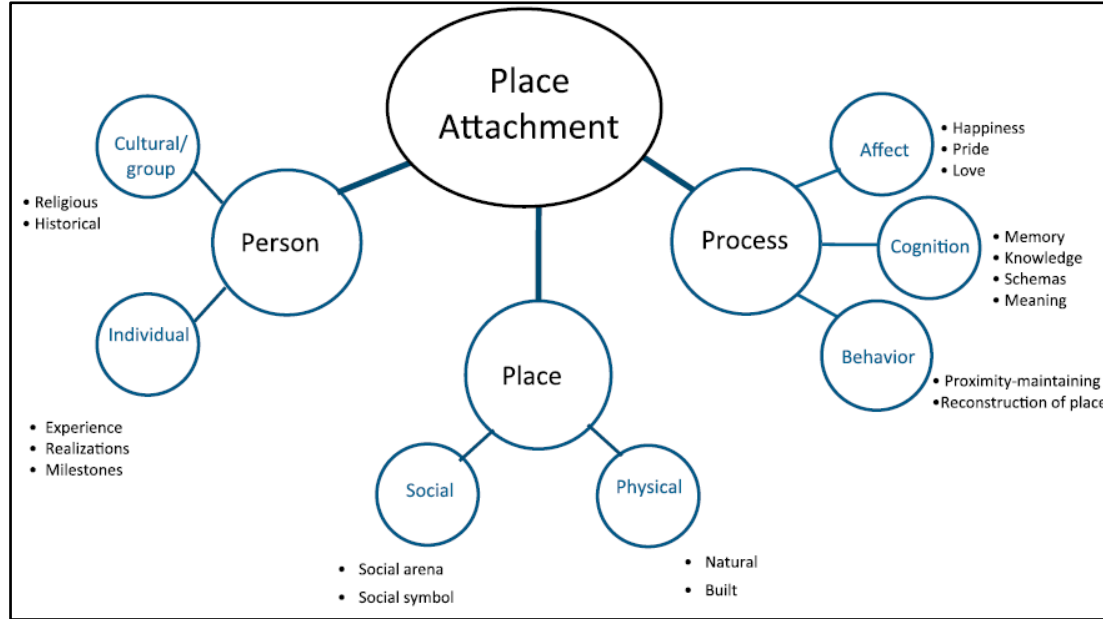 Place
Attachment
Cultural/
group
• Religious
• Historical
Person
Individual
• Experience
• Realizations
• Milestones
Place
Social
• Social arena
• Social symbol
Physical
• Natural
• Built
Process
Affect
• Happiness
• Pride
• Love
Cognition
• Memory
• Knowledge
• Schemas
• Meaning
Behavior
• Proximity-maintaining
•Reconstruction of place